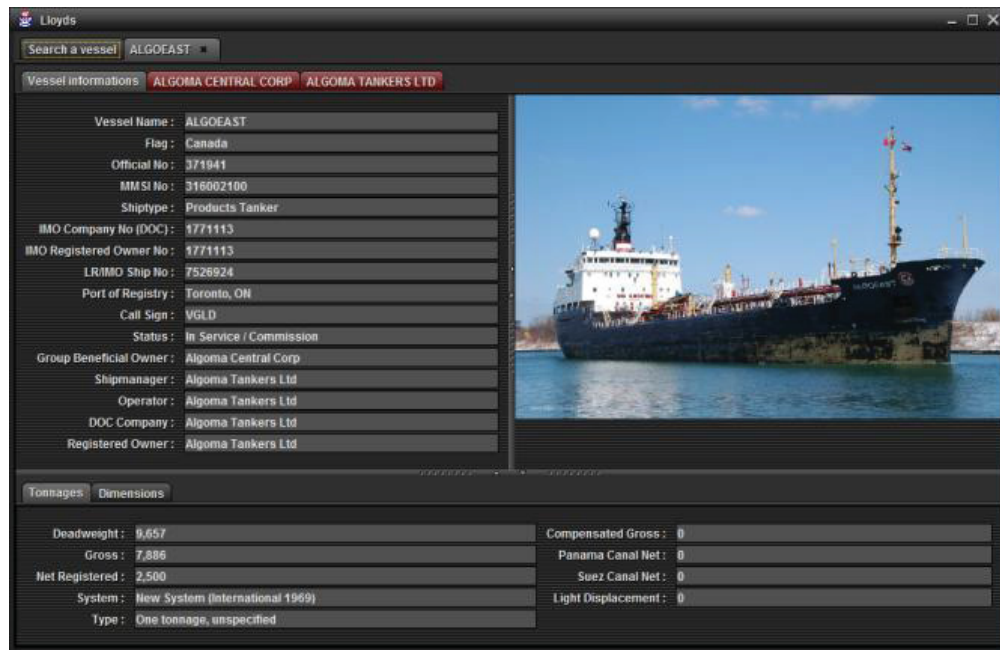 Lloyds
Search a vessel ALGOEAST
Vessel informations ALGOMA CENTRAL CORP ALGOMA TANKERS LTD
Vessel Name : ALGOEAST
Flag : Canada
Official No : 371941
MMSI No : 316002100
Shiptype : Products Tanker
IMO Company No (DOC) : 1771113
IMO Registered Owner No : 1771113
LR/IMO Ship No : 7526924
Port of Registry : Toronto, ON
Call Sign : VGLD
Status : In Service / Commission
Group Beneficial Owner : Algoma Central Corp
Shipmanager : Algoma Tankers Ltd
Operator : Algoma Tankers Ltd
DOC Company : Algoma Tankers Ltd
Registered Owner : Algoma Tankers Ltd
Tonnages Dimensions
Deadweight : 9,657
Gross : 7,886
Net Registered : 2,500
System : New System (International 1969)
Type : One tonnage, unspecified
Compensated Gross : 0
Panama Canal Net : 0
Suez Canal Net : 0
Light Displacement : 0